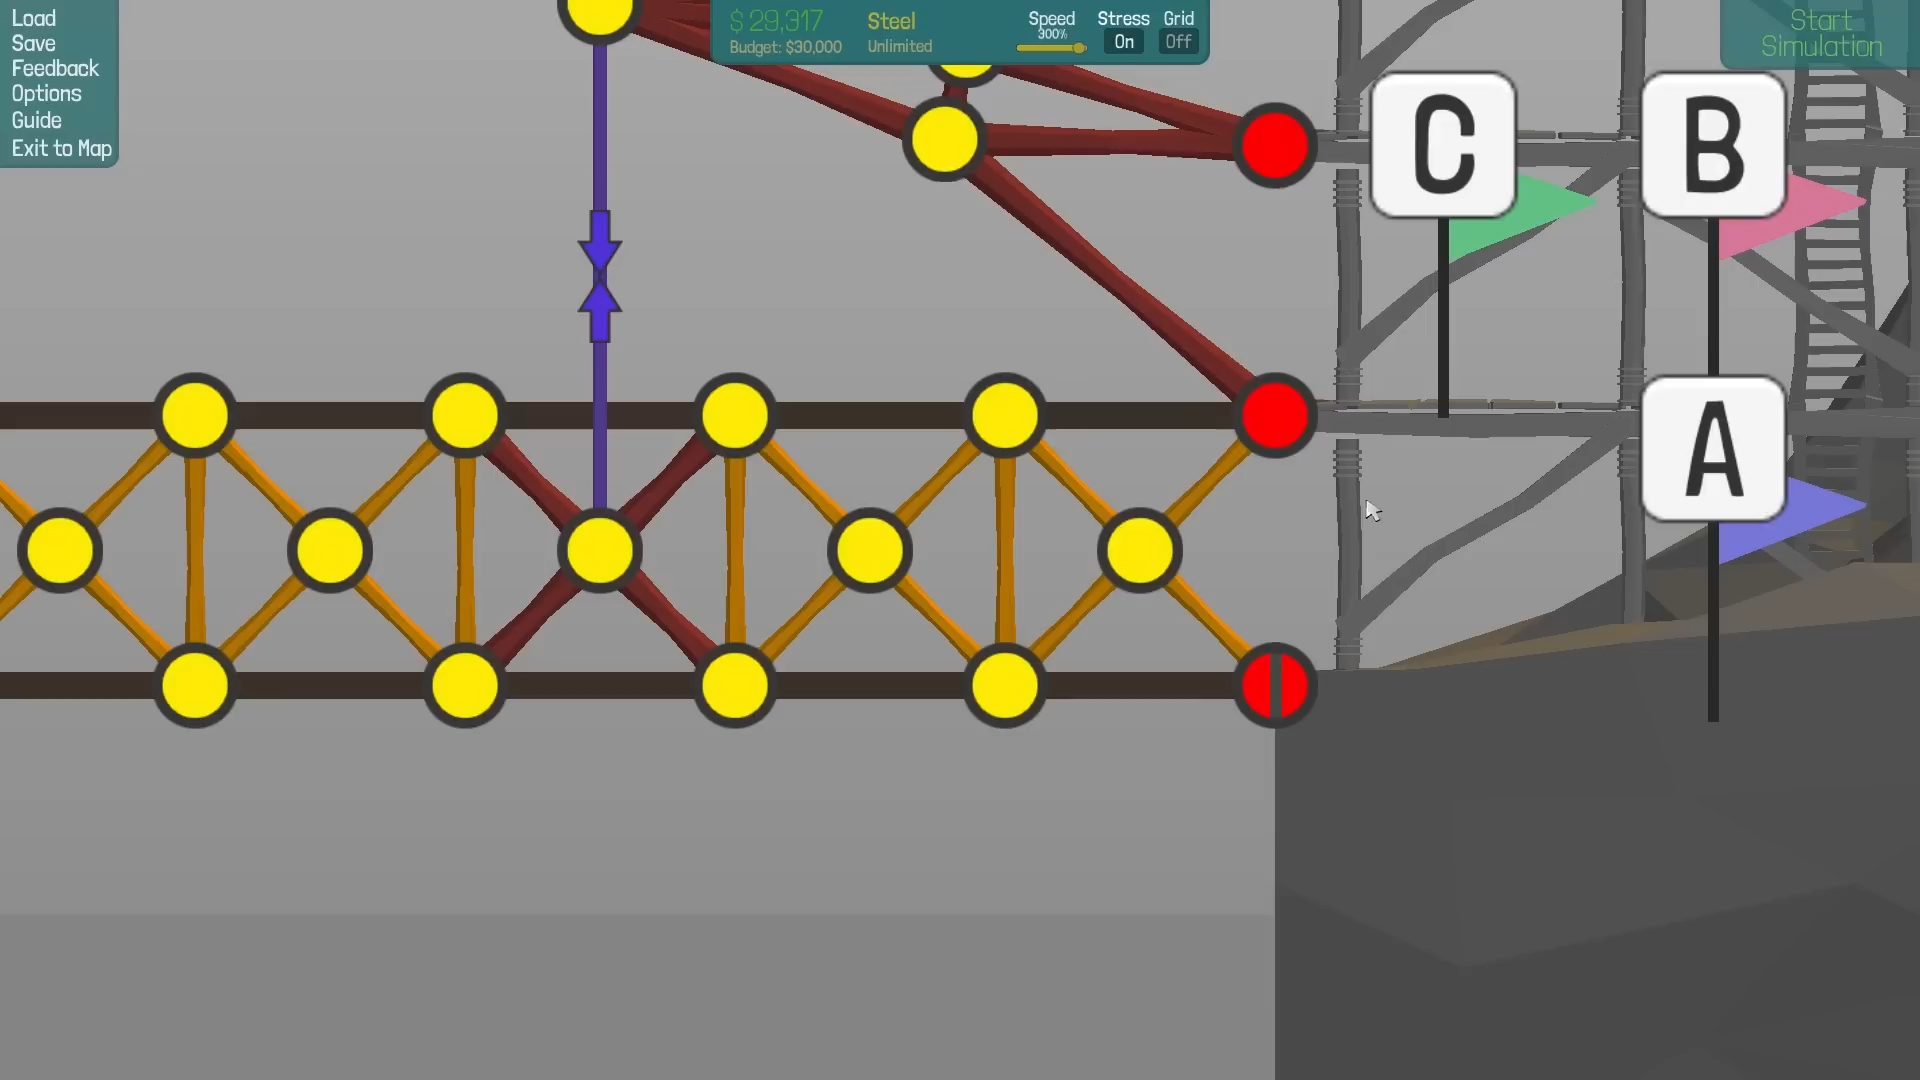 Load
Save
Feedback
Options
Guide
Exit to Map
$ 29,317
Budget: $30,000
Steel
Unlimited
Speed
300%
Stress
On
Grid
Off
Start
Simulation
C
B
A